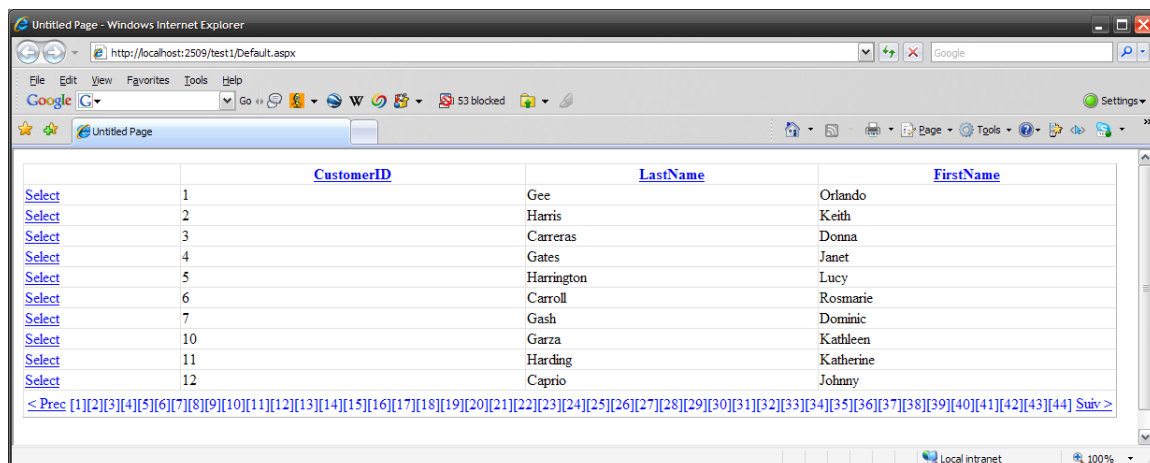 Untitled Page - Windows Internet Explorer
http://localhost:2509/test1/Default.aspx Google
File Edit View Favorites Tools Help
Google G Go W 53 blocked Settings
Untitled Page Page Tools »
CustomerID LastName FirstName
Select 1 Gee Orlando
Select 2 Harris Keith
Select 3 Carreras Donna
Select 4 Gates Janet
Select 5 Harrington Lucy
Select 6 Carroll Rosmarie
Select 7 Gash Dominic
Select 10 Garza Kathleen
Select 11 Harding Katherine
Select 12 Caprio Johnny
< Prec [1][2][3][4][5][6][7][8][9][10][11][12][13][14][15][16][17][18][19][20][21][22][23][24][25][26][27][28][29][30][31][32][33][34][35][36][37][38][39][40][41][42][43][44] Suiv >
Local intranet 100%